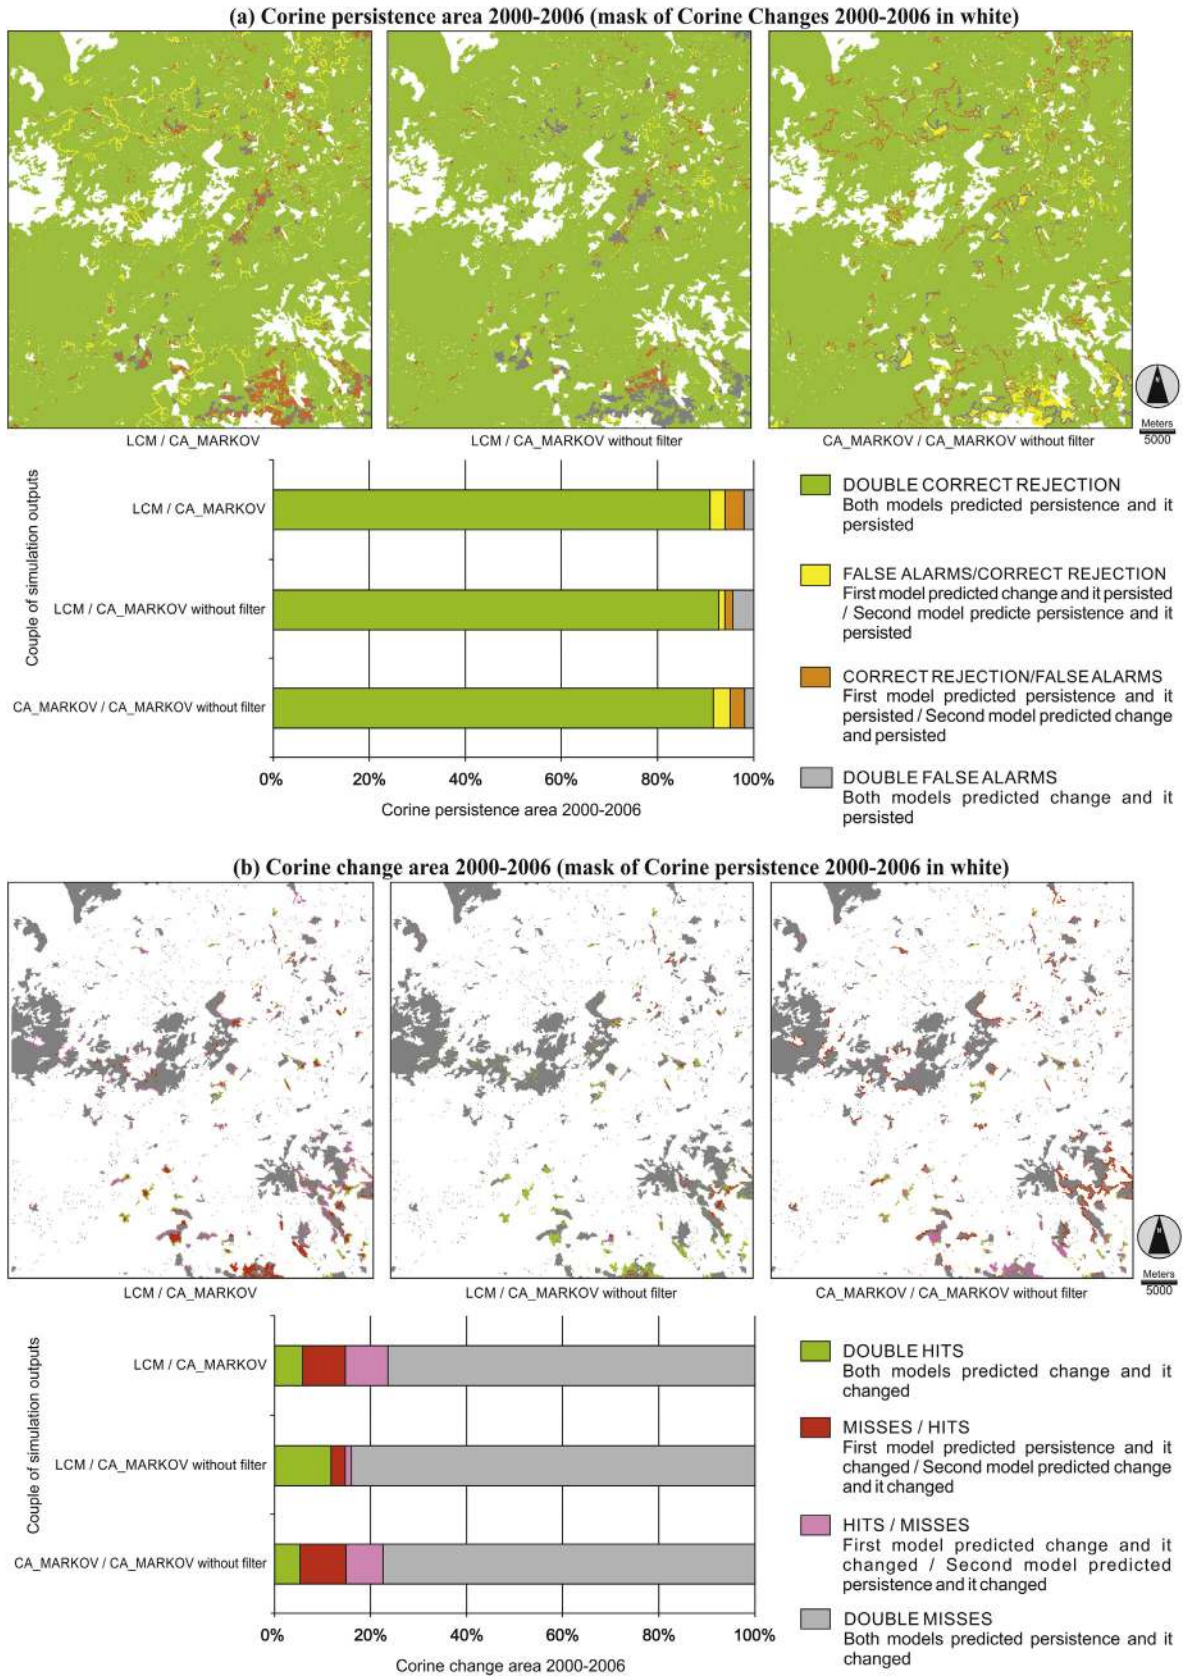 (a) Corine persistence area 2000-2006 (mask of Corine Changes 2000-2006 in white)
LCM / CA_MARKOV
LCM / CA_MARKOV without filter
CA_MARKOV / CA_MARKOV without filter
N
Meters
5000
Couple of simulation outputs
LCM / CA_MARKOV
LCM / CA_MARKOV without filter
CA_MARKOV / CA_MARKOV without filter
0% 20% 40% 60% 80% 100%
Corine persistence area 2000-2006
DOUBLE CORRECT REJECTION
Both models predicted persistence and it
persisted
FALSE ALARMS/CORRECT REJECTION
First model predicted change and it persisted
/ Second model predicte persistence and it
persisted
CORRECT REJECTION/FALSE ALARMS
First model predicted persistence and it
persisted / Second model predicted change
and persisted
DOUBLE FALSE ALARMS
Both models predicted change and it
persisted
(b) Corine change area 2000-2006 (mask of Corine persistence 2000-2006 in white)
LCM / CA_MARKOV
LCM / CA_MARKOV without filter
CA_MARKOV / CA_MARKOV without filter
N
Meters
5000
Couple of simulation outputs
LCM / CA_MARKOV
LCM / CA_MARKOV without filter
CA_MARKOV / CA_MARKOV without filter
0% 20% 40% 60% 80% 100%
Corine change area 2000-2006
DOUBLE HITS
Both models predicted change and it
changed
MISSES / HITS
First model predicted persistence and it
changed / Second model predicted change
and it changed
HITS / MISSES
First model predicted change and it
changed / Second model predicted
persistence and it changed
DOUBLE MISSES
Both models predicted persistence and it
changed